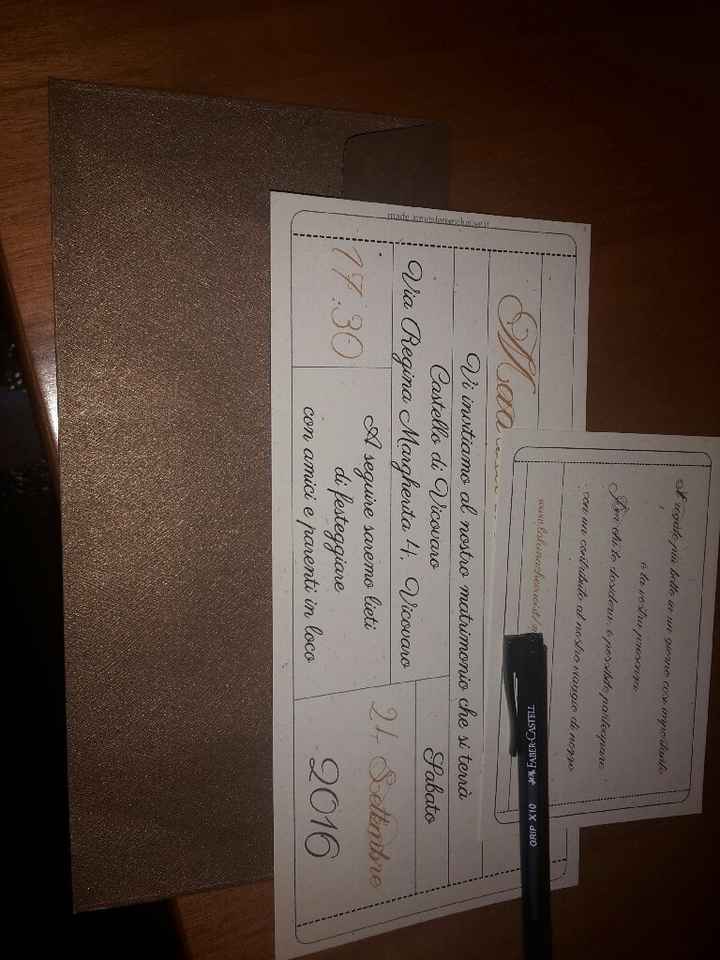 Il regalo più bello in un giorno così importante
è la vostra presenza.
Per chi lo desidera, è possibile partecipare
con un contributo al nostro viaggio di nozze
FABER-CASTELL
GRIP X10
Vi invitiamo al nostro matrimonio che si terrà
Castello di Vicovaro
Via Regina Margherita 4, Vicovaro
Sabato
24 Settembre
2016
17:30
A seguire saremo lieti
di festeggiare
con amici e parenti in loco